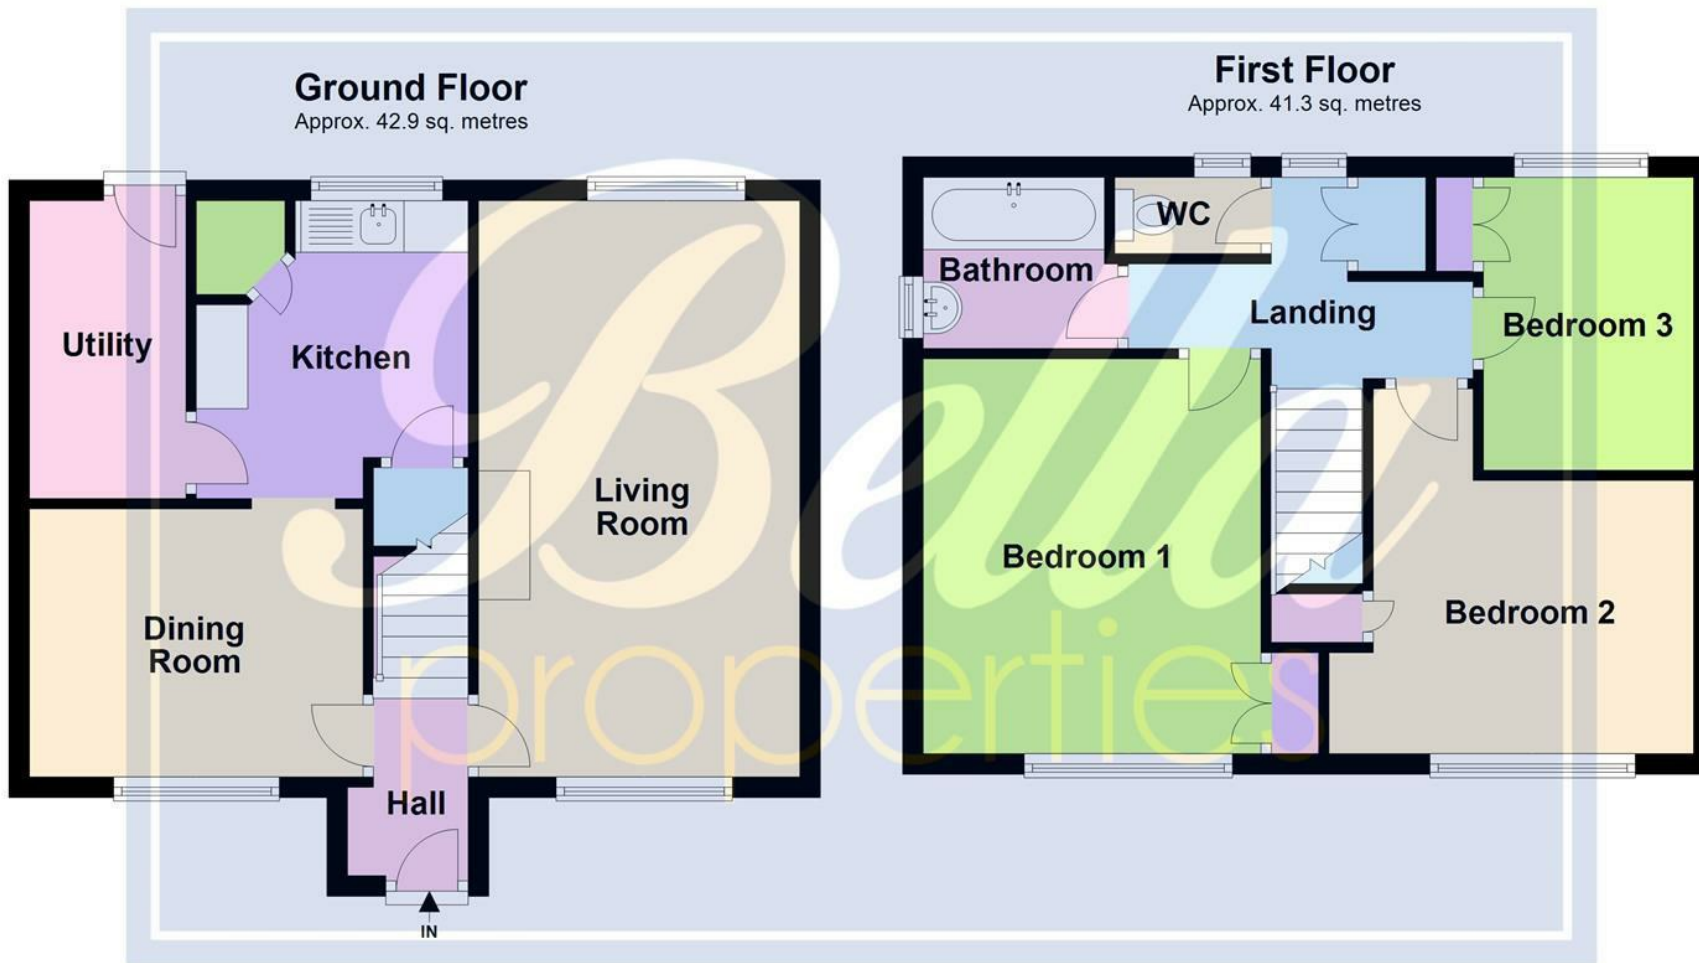 Ground Floor
Approx. 42.9 sq. metres
Utility
Kitchen
Living
Room
Dining
Room
Hall
IN
First Floor
Approx. 41.3 sq. metres
WC
Bathroom
Landing
Bedroom 3
Bedroom 1
Bedroom 2
Bella
properties